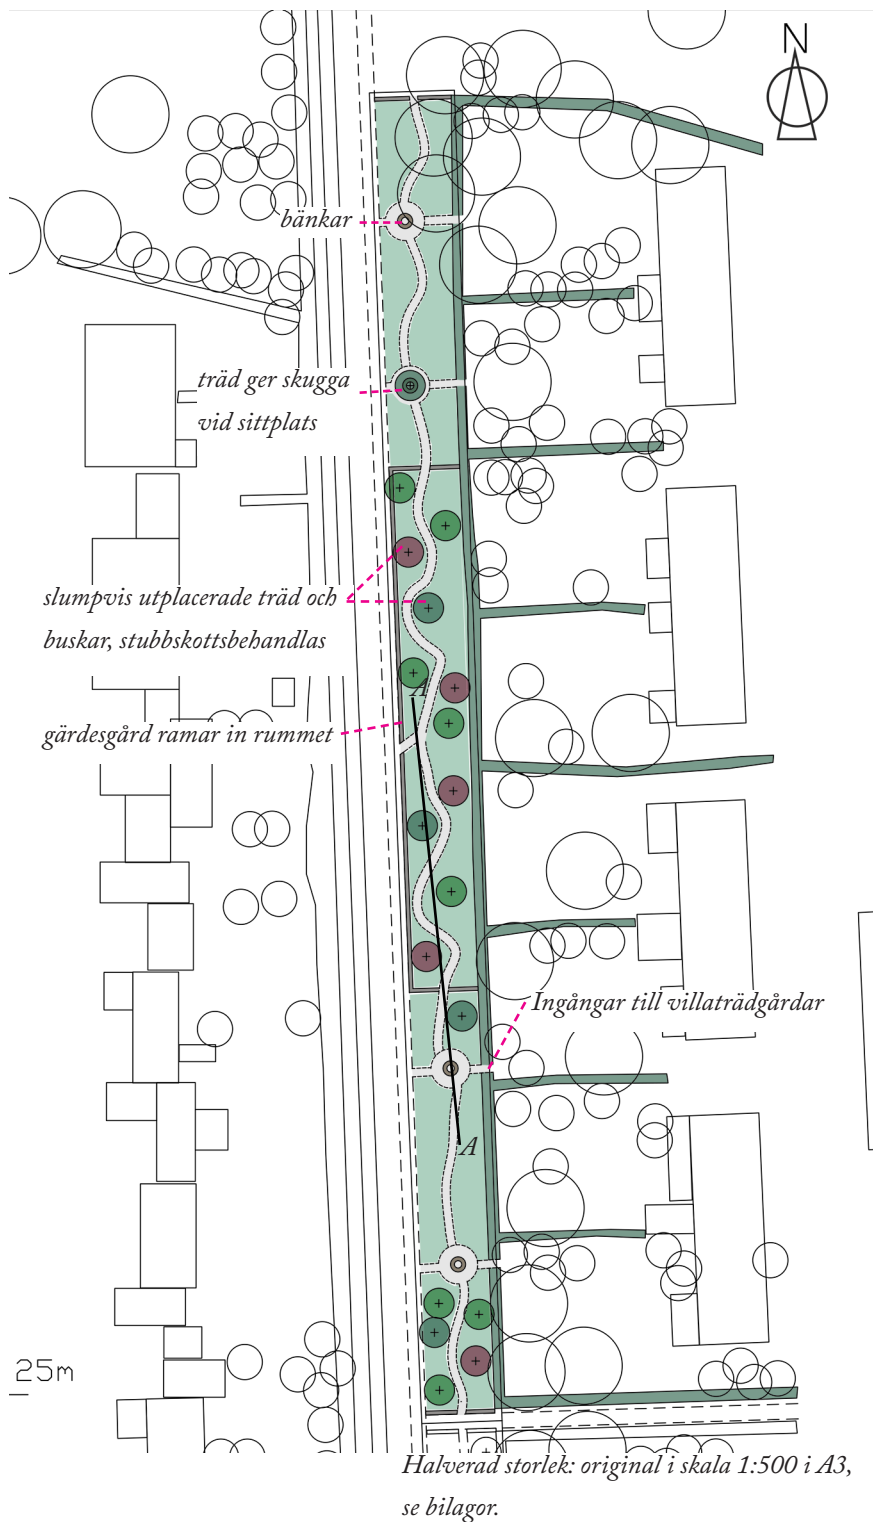 N
bänkar
träd ger skugga
vid sittplats
slumpvis utplacerade träd och
buskar, stubbskottsbehandlas
A
gärdesgård ramar in rummet
Ingångar till villaträdgårdar
A
25m
Halverad storlek: original i skala 1:500 i A3,
se bilagor.